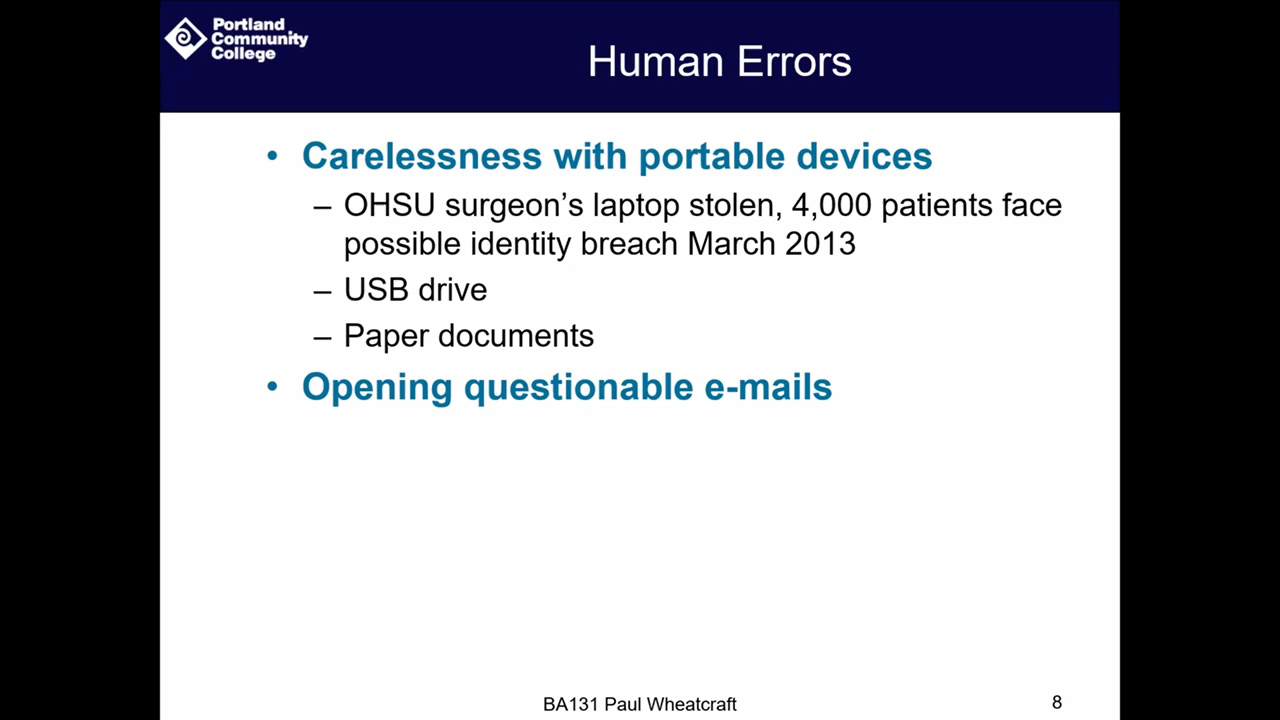 Portland
Community
College
Human Errors
• Carelessness with portable devices
– OHSU surgeon’s laptop stolen, 4,000 patients face
possible identity breach March 2013
– USB drive
– Paper documents
• Opening questionable e-mails
BA131 Paul Wheatcraft
8